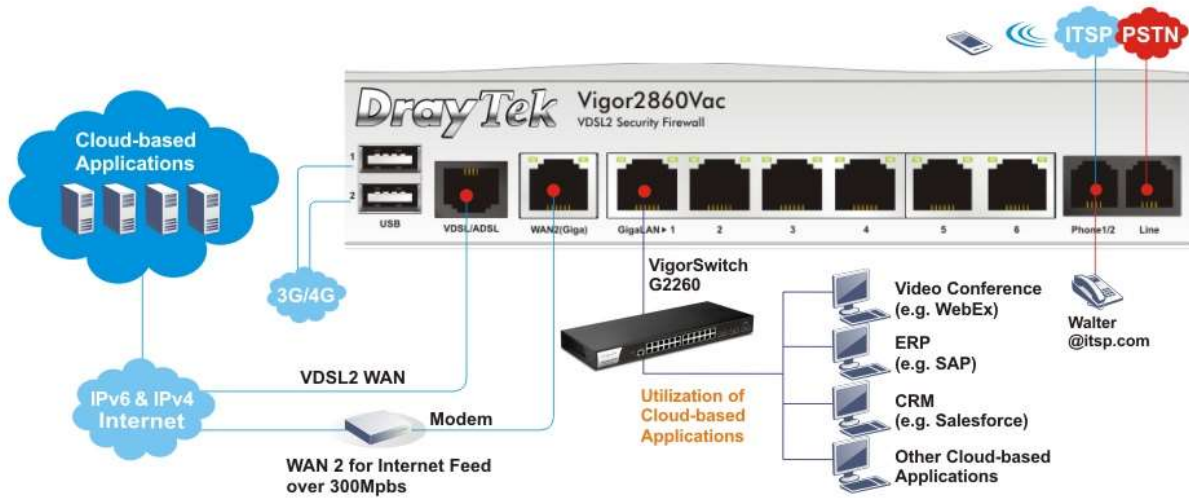 ITSP PSTN
DrayTek Vigor2860Vac
VDSL2 Security Firewall
Cloud-based
Applications
1
2
USB
VDSL/ADSL
WAN2(Giga)
GigaLAN ▶ 1
2
3
4
5
6
Phone1/2
Line
3G/4G
VigorSwitch
G2260
Video Conference
(e.g. WebEx)
Walter
@itsp.com
ERP
(e.g. SAP)
VDSL2 WAN
IPv6 & IPv4
Internet
Utilization of
Cloud-based
Applications
CRM
(e.g. Salesforce)
Modem
Other Cloud-based
Applications
WAN 2 for Internet Feed
over 300Mpbs